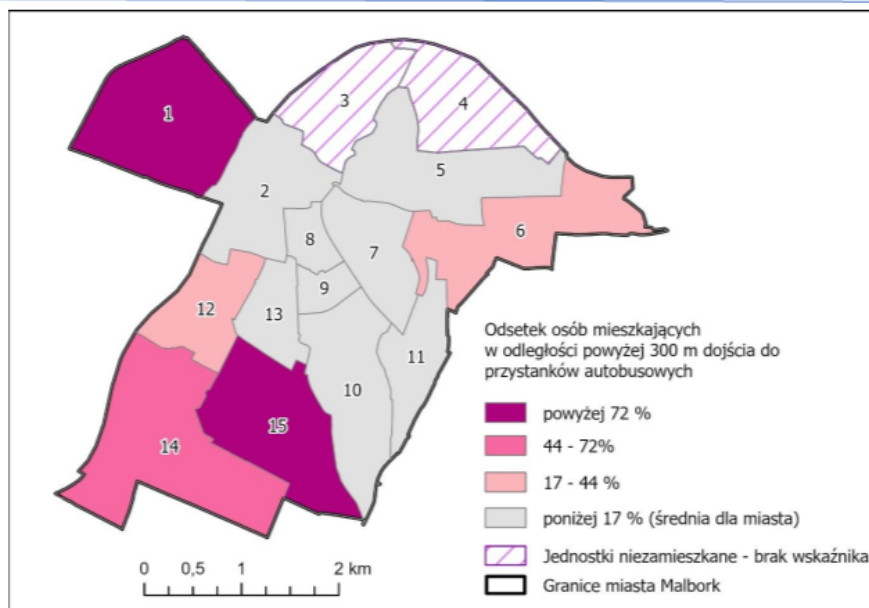 1
3
4
5
2
6
8
7
9
12
13
11
10
14
15
Odsetek osób mieszkających
w odległości powyżej 300 m dojścia do
przystanków autobusowych
powyżej 72 %
44 - 72%
17 - 44 %
poniżej 17 % (średnia dla miasta)
Jednostki niezamieszkane - brak wskaźnika
Granice miasta Malbork
0 0,5 1 2 km